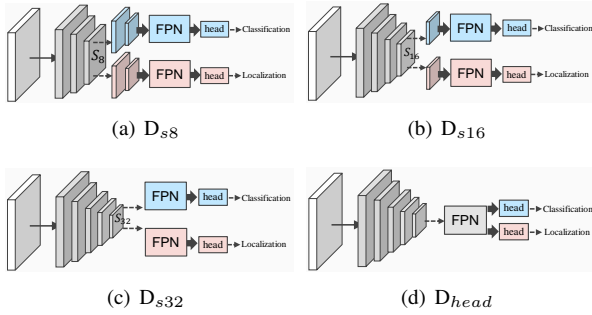 S8 FPN head Classification
FPN head Localization
(a) Ds8
S16 FPN head Classification
FPN head Localization
(b) Ds16
S32 FPN head Classification
FPN head Localization
(c) Ds32
FPN head Classification
head Localization
(d) Dhead